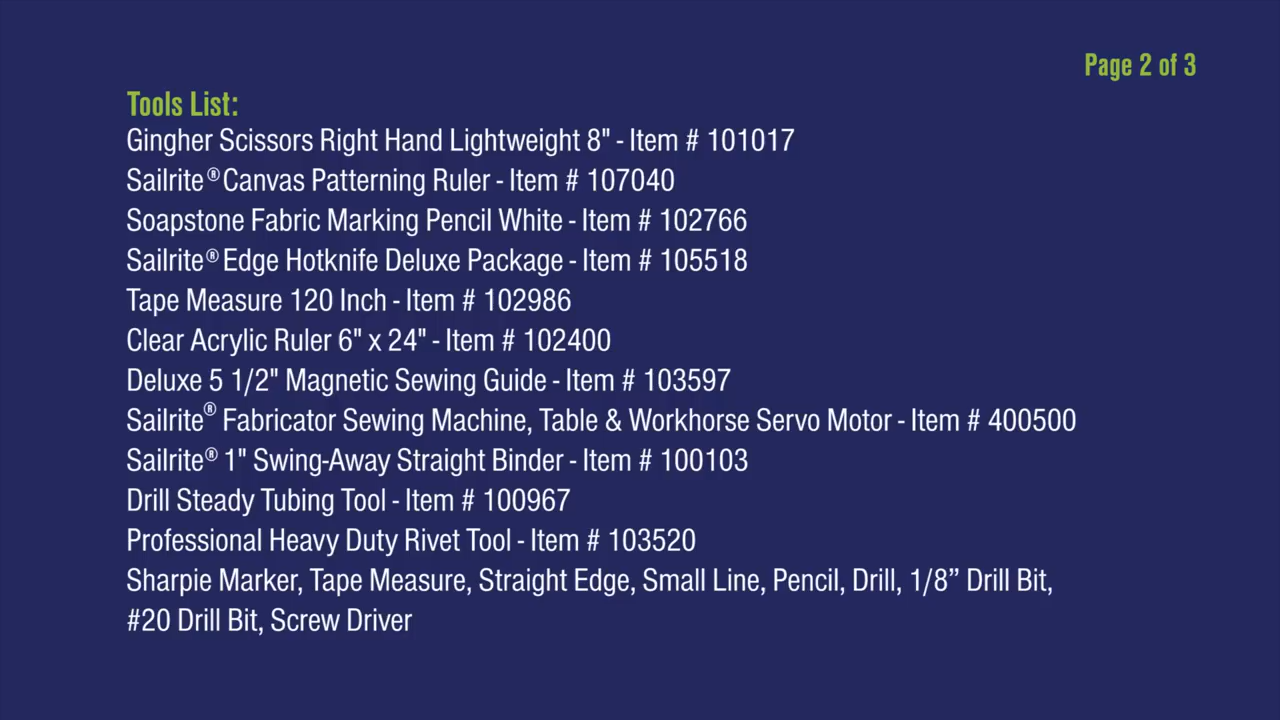 Page 2 of 3
Tools List:
Gingher Scissors Right Hand Lightweight 8" - Item # 101017
Sailrite® Canvas Patterning Ruler - Item # 107040
Soapstone Fabric Marking Pencil White - Item # 102766
Sailrite® Edge Hotknife Deluxe Package - Item # 105518
Tape Measure 120 Inch - Item # 102986
Clear Acrylic Ruler 6" x 24" - Item # 102400
Deluxe 5 1/2" Magnetic Sewing Guide - Item # 103597
Sailrite® Fabricator Sewing Machine, Table & Workhorse Servo Motor - Item # 400500
Sailrite® 1" Swing-Away Straight Binder - Item # 100103
Drill Steady Tubing Tool - Item # 100967
Professional Heavy Duty Rivet Tool - Item # 103520
Sharpie Marker, Tape Measure, Straight Edge, Small Line, Pencil, Drill, 1/8” Drill Bit,
#20 Drill Bit, Screw Driver